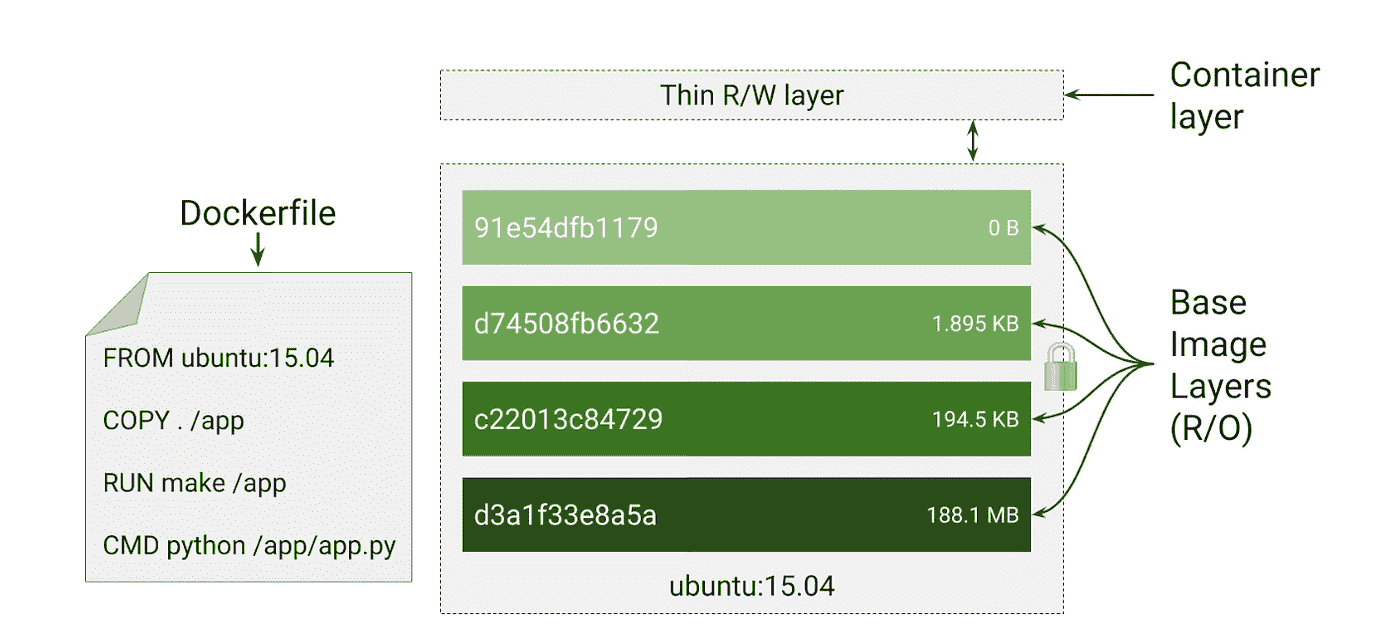 Dockerfile
FROM ubuntu:15.04
COPY . /app
RUN make /app
CMD python /app/app.py
Thin R/W layer
91e54dfb1179 0 B
d74508fb6632 1.895 KB
c22013c84729 194.5 KB
d3a1f33e8a5a 188.1 MB
ubuntu:15.04
Container
layer
Base
Image
Layers
(R/O)